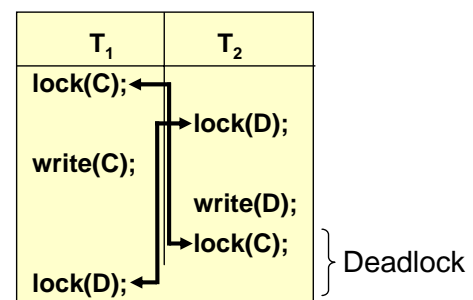 T1 T2
lock(C);
lock(D);
write(C);
write(D);
lock(C);
Deadlock
lock(D);